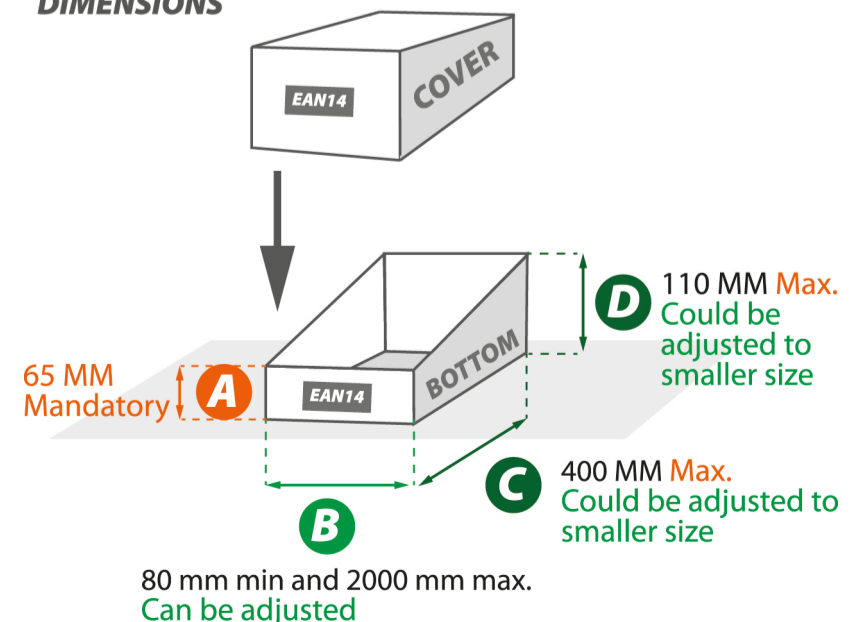 DIMENSIONS
EAN14
COVER
110 MM Max.
Could be
adjusted to
smaller size
D
65 MM
Mandatory
A
EAN14
BOTTOM
C
400 MM Max.
Could be adjusted to
smaller size
B
80 mm min and 2000 mm max.
Can be adjusted